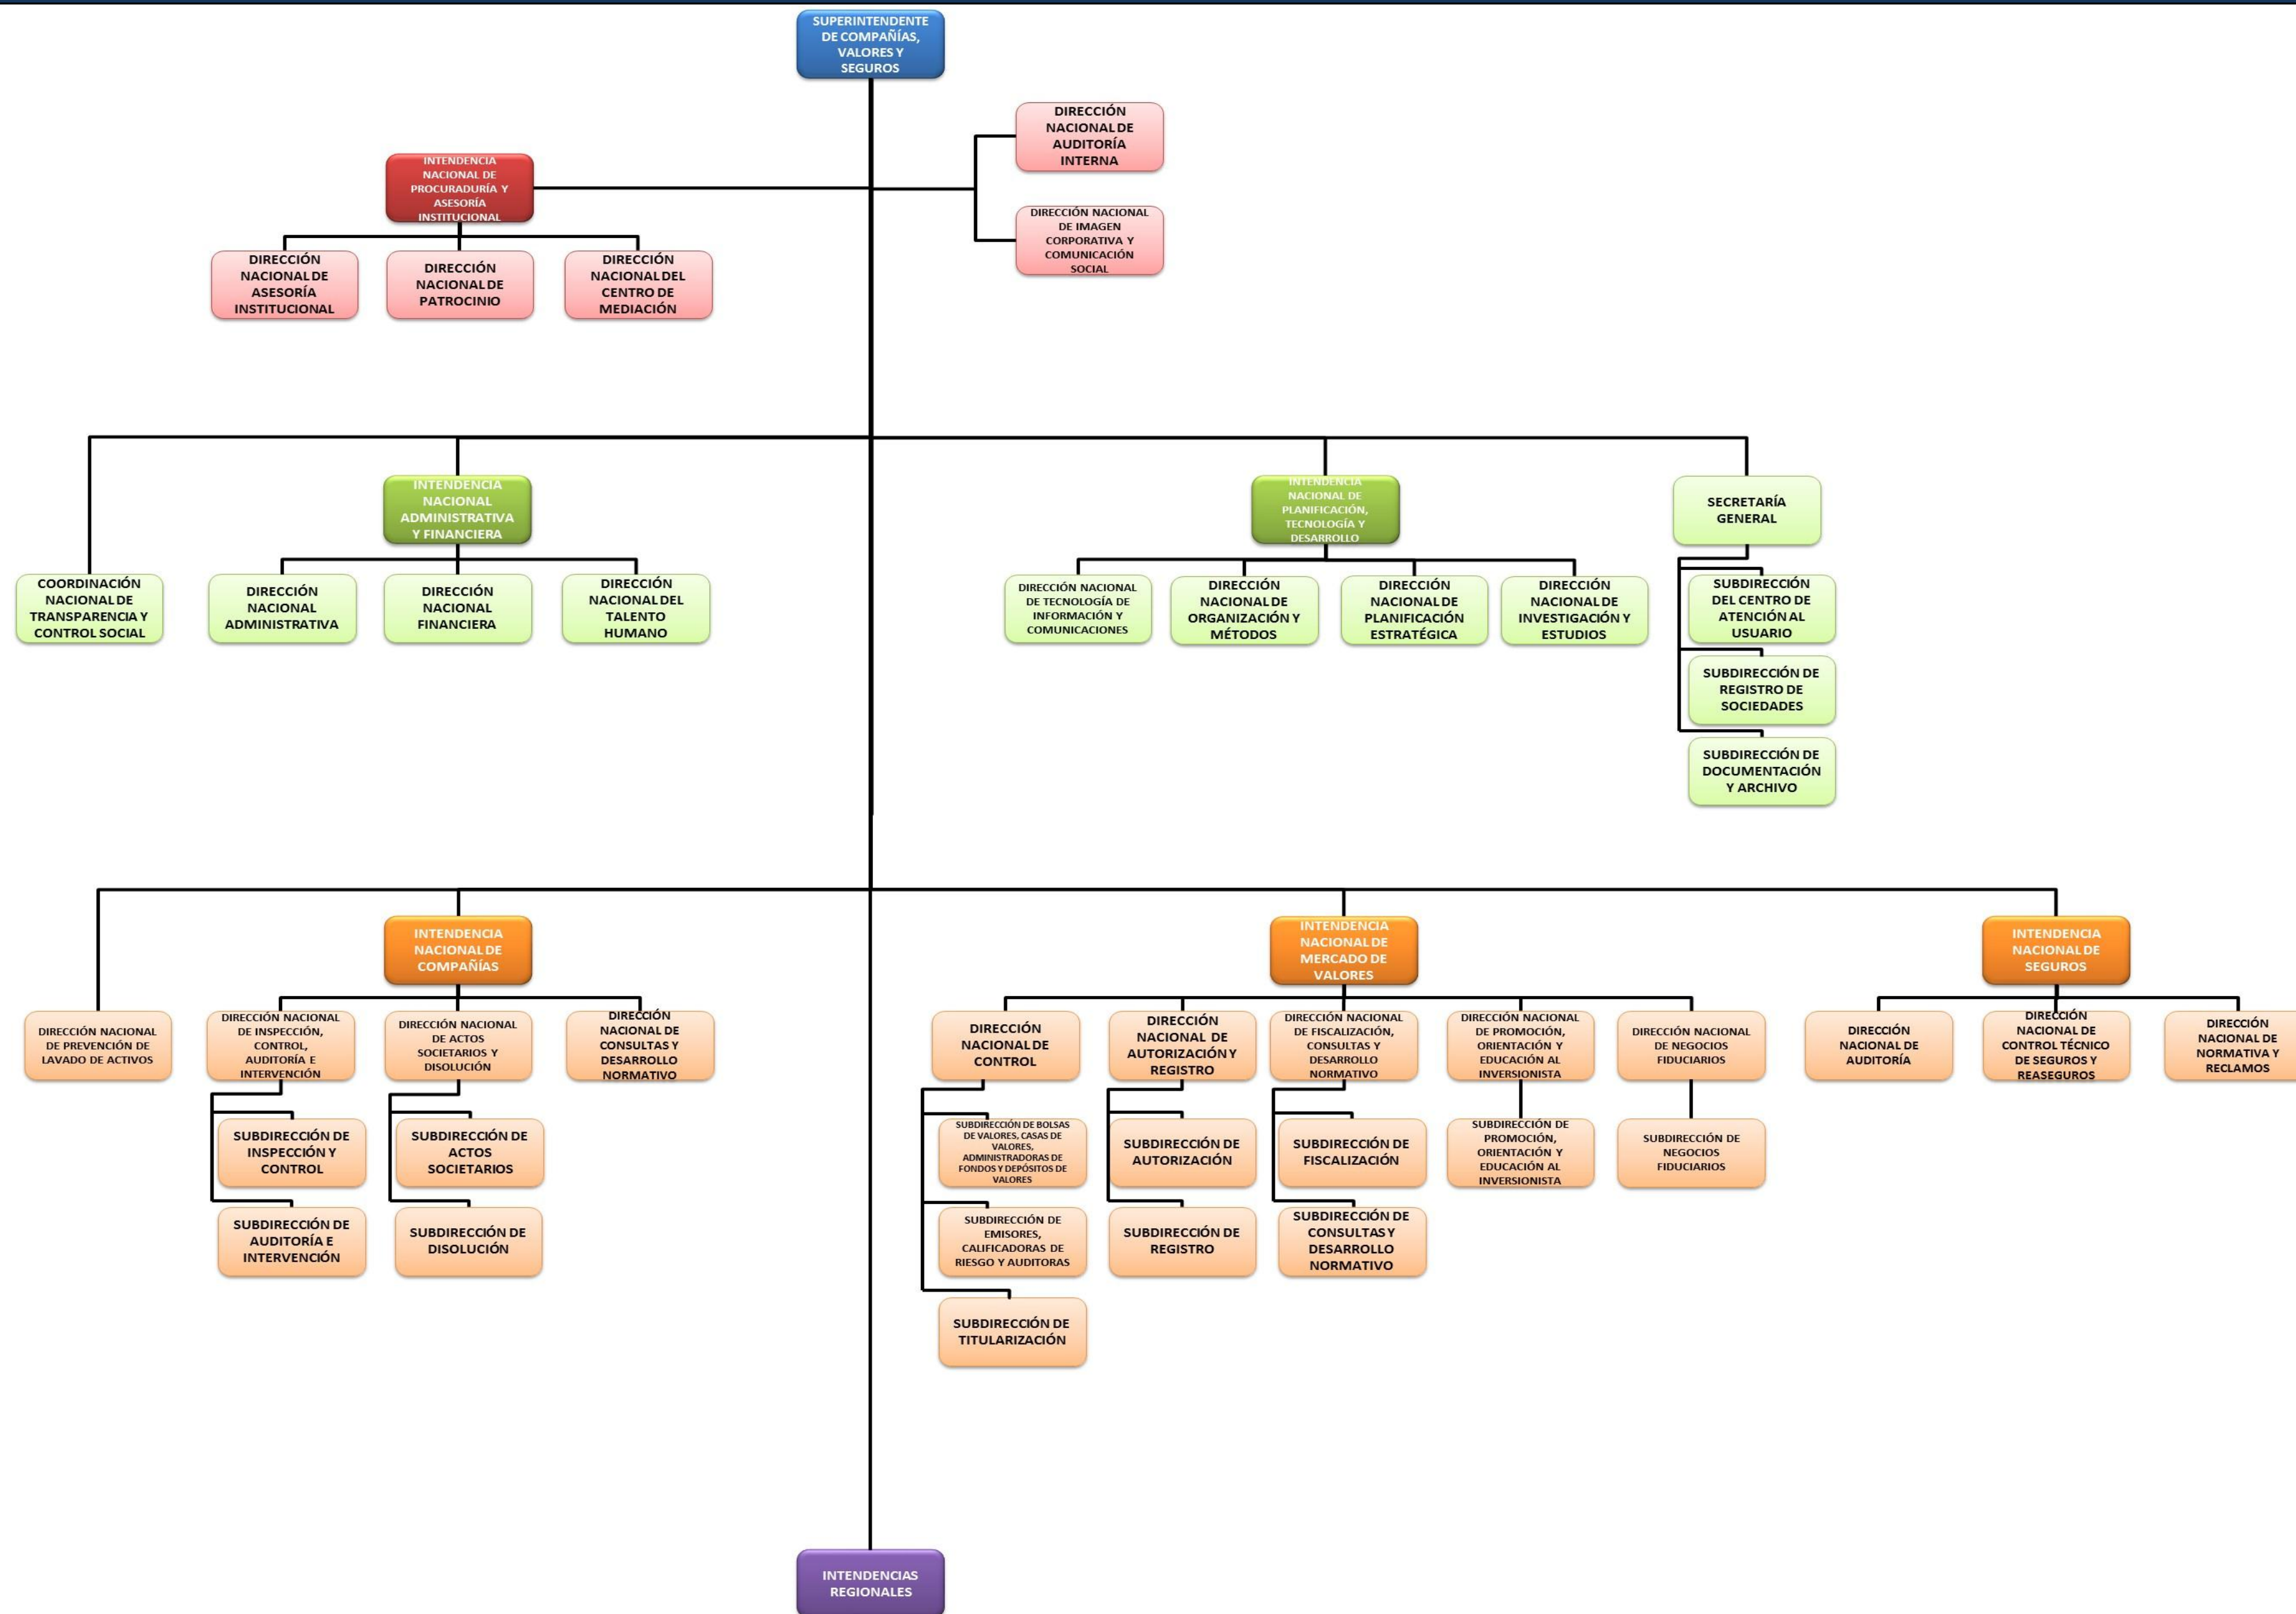 SUPERINTENDENTE
DE COMPAÑÍAS,
VALORES Y
SEGUROS
DIRECCIÓN
NACIONAL DE
AUDITORÍA
INTERNA
INTENDENCIA
NACIONAL DE
PROCURADURÍA Y
ASESORÍA
INSTITUCIONAL
DIRECCIÓN NACIONAL
DE IMAGEN
CORPORATIVA Y
COMUNICACIÓN
SOCIAL
DIRECCIÓN
NACIONAL DE
ASESORÍA
INSTITUCIONAL
DIRECCIÓN
NACIONAL DE
PATROCINIO
DIRECCIÓN
NACIONAL DEL
CENTRO DE
MEDIACIÓN
INTENDENCIA
NACIONAL
ADMINISTRATIVA
Y FINANCIERA
INTENDENCIA
NACIONAL DE
PLANIFICACIÓN,
TECNOLOGÍA Y
DESARROLLO
SECRETARÍA
GENERAL
COORDINACIÓN
NACIONAL DE
TRANSPARENCIA Y
CONTROL SOCIAL
DIRECCIÓN
NACIONAL
ADMINISTRATIVA
DIRECCIÓN
NACIONAL
FINANCIERA
DIRECCIÓN
NACIONAL DEL
TALENTO
HUMANO
DIRECCIÓN NACIONAL
DE TECNOLOGÍA DE
INFORMACIÓN Y
COMUNICACIONES
DIRECCIÓN
NACIONAL DE
ORGANIZACIÓN Y
MÉTODOS
DIRECCIÓN
NACIONAL DE
PLANIFICACIÓN
ESTRATÉGICA
DIRECCIÓN
NACIONAL DE
INVESTIGACIÓN Y
ESTUDIOS
SUBDIRECCIÓN
DEL CENTRO DE
ATENCIÓN AL
USUARIO
SUBDIRECCIÓN DE
REGISTRO DE
SOCIEDADES
SUBDIRECCIÓN DE
DOCUMENTACIÓN
Y ARCHIVO
INTENDENCIA
NACIONAL DE
COMPAÑÍAS
INTENDENCIA
NACIONAL DE
MERCADO DE
VALORES
INTENDENCIA
NACIONAL DE
SEGUROS
DIRECCIÓN NACIONAL
DE PREVENCIÓN DE
LAVADO DE ACTIVOS
DIRECCIÓN NACIONAL
DE INSPECCIÓN,
CONTROL,
AUDITORÍA E
INTERVENCIÓN
DIRECCIÓN NACIONAL
DE ACTOS
SOCIETARIOS Y
DISOLUCIÓN
DIRECCIÓN
NACIONAL DE
CONSULTAS Y
DESARROLLO
NORMATIVO
DIRECCIÓN
NACIONAL DE
CONTROL
DIRECCIÓN
NACIONAL DE
AUTORIZACIÓN Y
REGISTRO
DIRECCIÓN NACIONAL
DE FISCALIZACIÓN,
CONSULTAS Y
DESARROLLO
NORMATIVO
DIRECCIÓN NACIONAL
DE PROMOCIÓN,
ORIENTACIÓN Y
EDUCACIÓN AL
INVERSIONISTA
DIRECCIÓN NACIONAL
DE NEGOCIOS
FIDUCIARIOS
DIRECCIÓN
NACIONAL DE
AUDITORÍA
DIRECCIÓN
NACIONAL DE
CONTROL TÉCNICO
DE SEGUROS Y
REASEGUROS
DIRECCIÓN
NACIONAL DE
NORMATIVA Y
RECLAMOS
SUBDIRECCIÓN DE
INSPECCIÓN Y
CONTROL
SUBDIRECCIÓN DE
ACTOS
SOCIETARIOS
SUBDIRECCIÓN DE BOLSAS
DE VALORES, CASAS DE
VALORES,
ADMINISTRADORAS DE
FONDOS Y DEPÓSITOS DE
VALORES
SUBDIRECCIÓN DE
AUTORIZACIÓN
SUBDIRECCIÓN DE
FISCALIZACIÓN
SUBDIRECCIÓN DE
PROMOCIÓN,
ORIENTACIÓN Y
EDUCACIÓN AL
INVERSIONISTA
SUBDIRECCIÓN DE
NEGOCIOS
FIDUCIARIOS
SUBDIRECCIÓN DE
AUDITORÍA E
INTERVENCIÓN
SUBDIRECCIÓN DE
DISOLUCIÓN
SUBDIRECCIÓN DE
EMISORES,
CALIFICADORAS DE
RIESGO Y AUDITORAS
SUBDIRECCIÓN DE
REGISTRO
SUBDIRECCIÓN DE
CONSULTAS Y
DESARROLLO
NORMATIVO
SUBDIRECCIÓN DE
TITULARIZACIÓN
INTENDENCIAS
REGIONALES